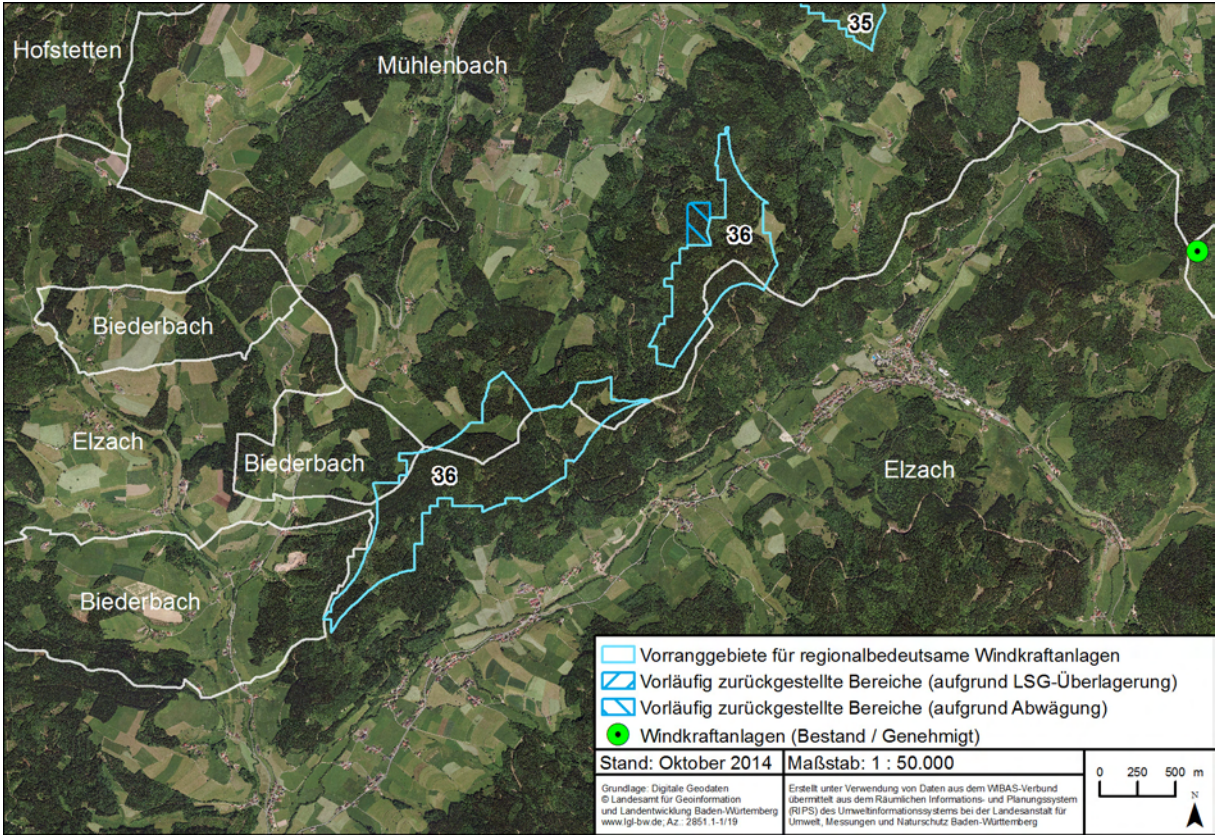 35
Hofstetten
Mühlenbach
36
Biederbach
Elzach
Biederbach
36
Elzach
Biederbach
Vorranggebiete für regionalbedeutsame Windkraftanlagen
Vorläufig zurückgestellte Bereiche (aufgrund LSG-Überlagerung)
Vorläufig zurückgestellte Bereiche (aufgrund Abwägung)
Windkraftanlagen (Bestand / Genehmigt)
Stand: Oktober 2014
Maßstab: 1 : 50.000
0 250 500 m
N
Grundlage: Digitale Geodaten
© Landesamt für Geoinformation
und Landentwicklung Baden-Würtemberg
www.lgl-bw.de, Az.: 2851.1-1/19
Erstellt unter Verwendung von Daten aus dem WIBAS-Verbund
übermittelt aus dem Räumlichen Informations- und Planungssystem
(RIPS) des Umweltinformationssystems bei der Landesanstalt für
Umwelt, Messungen und Naturschutz Baden-Württemberg